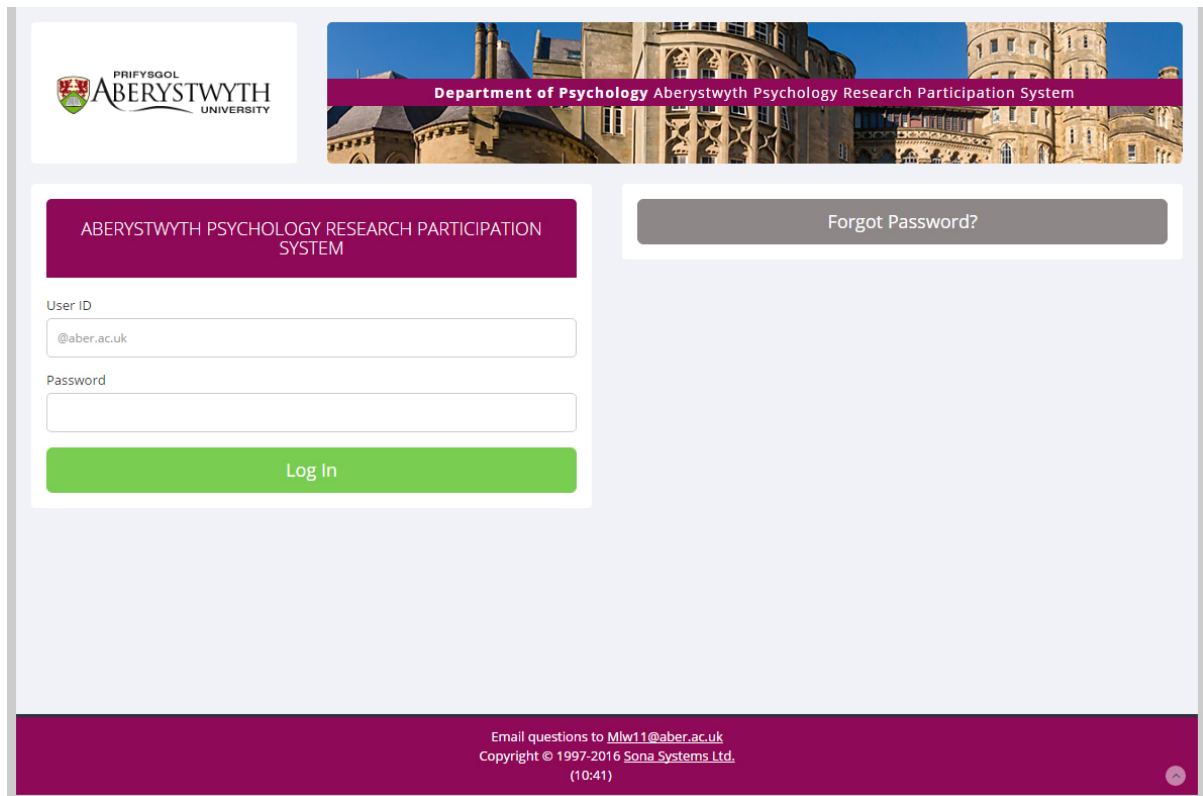 PRIFYSGOL
ABERYSTWYTH
UNIVERSITY
Department of Psychology Aberystwyth Psychology Research Participation System
ABERYSTWYTH PSYCHOLOGY RESEARCH PARTICIPATION
SYSTEM
User ID
@aber.ac.uk
Password
Log In
Forgot Password?
Email questions to Mlw11@aber.ac.uk
Copyright © 1997-2016 Sona Systems Ltd.
(10:41)